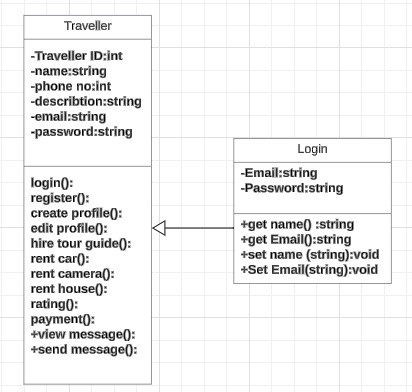 Traveller
-Traveller ID:int
-name:string
-phone no:int
-describtion:string
-email:string
-password:string
login():
register():
create profile():
edit profile():
hire tour guide():
rent car():
rent camera():
rent house():
rating():
payment():
+view message():
+send message():
Login
-Email:string
-Password:string
+get name() :string
+get Email():string
+set name (string):void
+Set Email(string):void